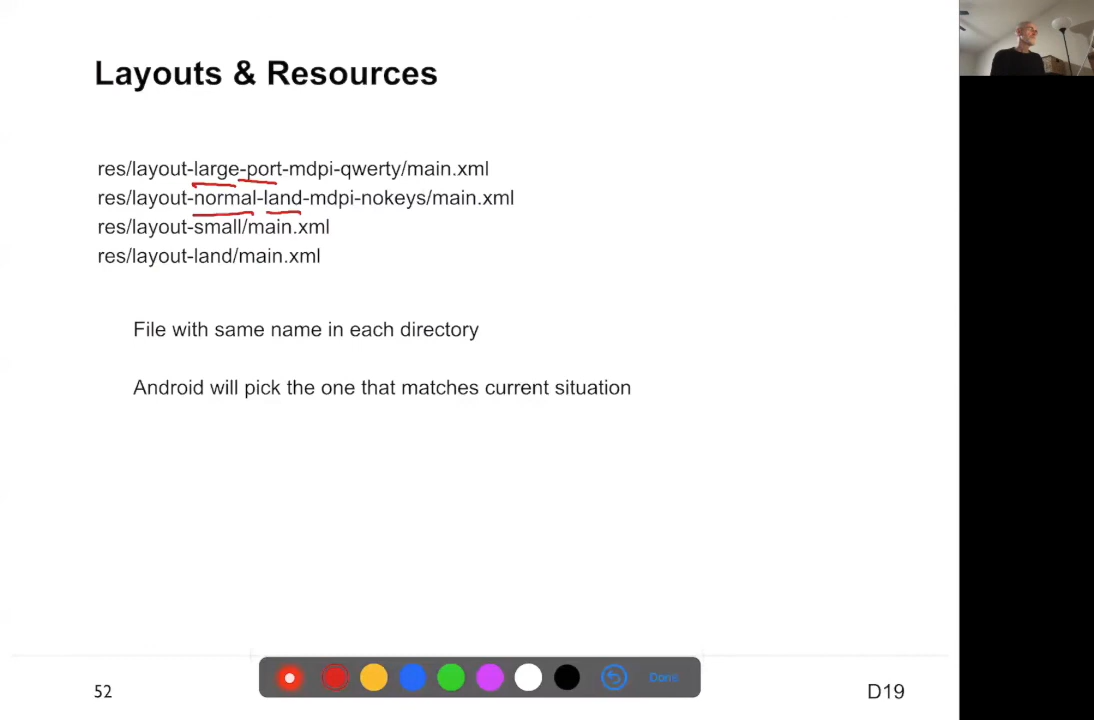 Layouts & Resources
res/layout-large-port-mdpi-qwerty/main.xml
res/layout-normal-land-mdpi-nokeys/main.xml
res/layout-small/main.xml
res/layout-land/main.xml
File with same name in each directory
Android will pick the one that matches current situation
Done
52
D19